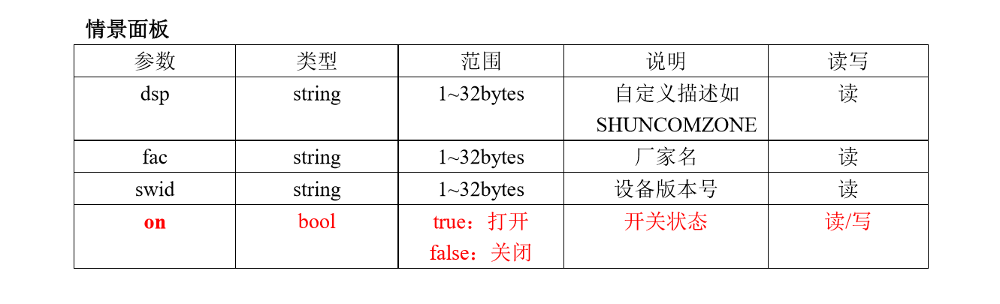 情景面板
参数 类型 范围 说明 读写
dsp string 1~32bytes 自定义描述如 读
SHUNCOMZONE
fac string 1~32bytes 厂家名 读
swid string 1~32bytes 设备版本号 读
on bool true：打开 开关状态 读/写
false：关闭